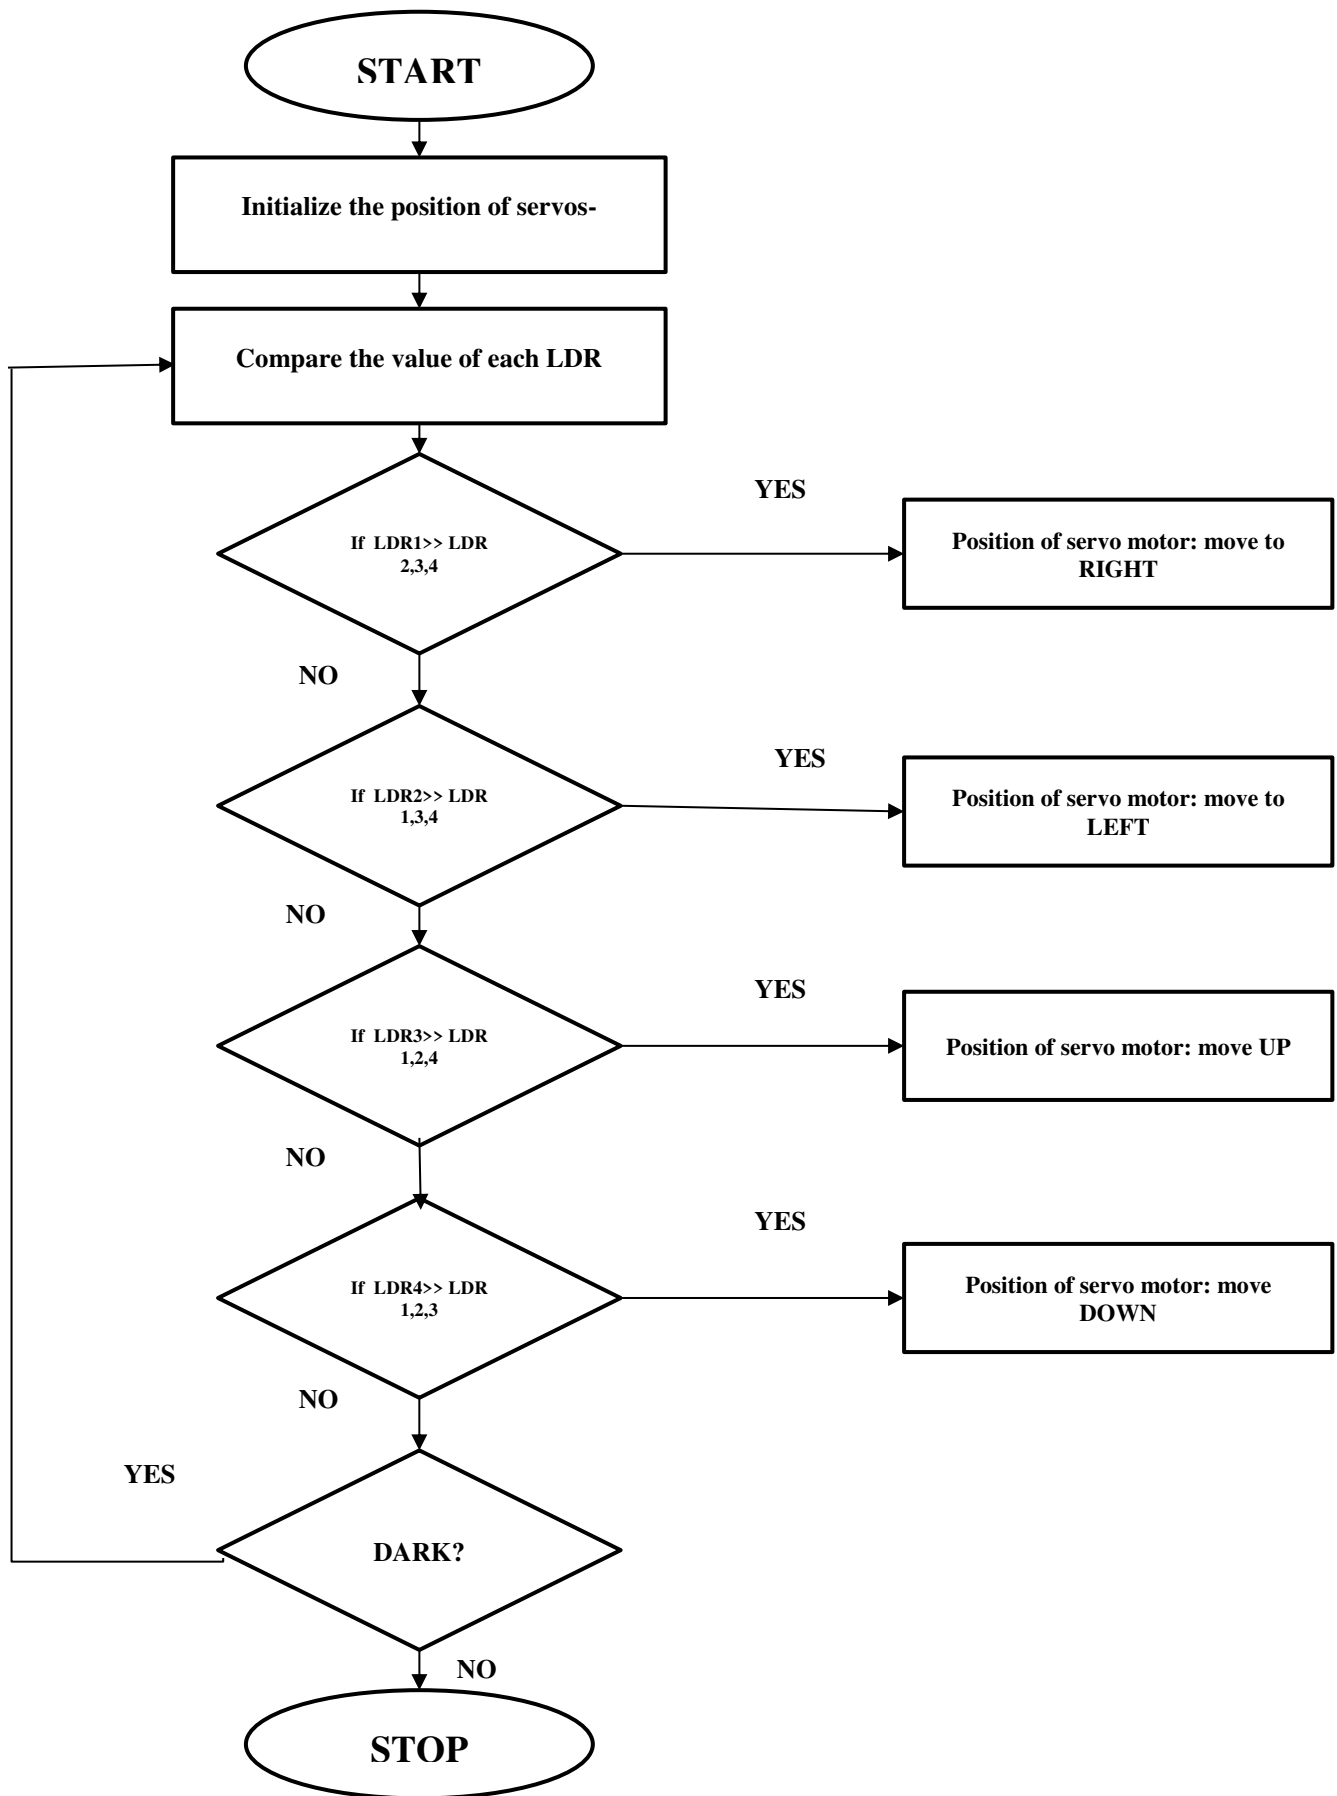 START
Initialize the position of servos-
Compare the value of each LDR
YES
If LDR1>> LDR
2,3,4
Position of servo motor: move to
RIGHT
NO
YES
If LDR2>> LDR
1,3,4
Position of servo motor: move to
LEFT
NO
YES
If LDR3>> LDR
1,2,4
Position of servo motor: move UP
NO
YES
If LDR4>> LDR
1,2,3
Position of servo motor: move
DOWN
NO
YES
DARK?
NO
STOP